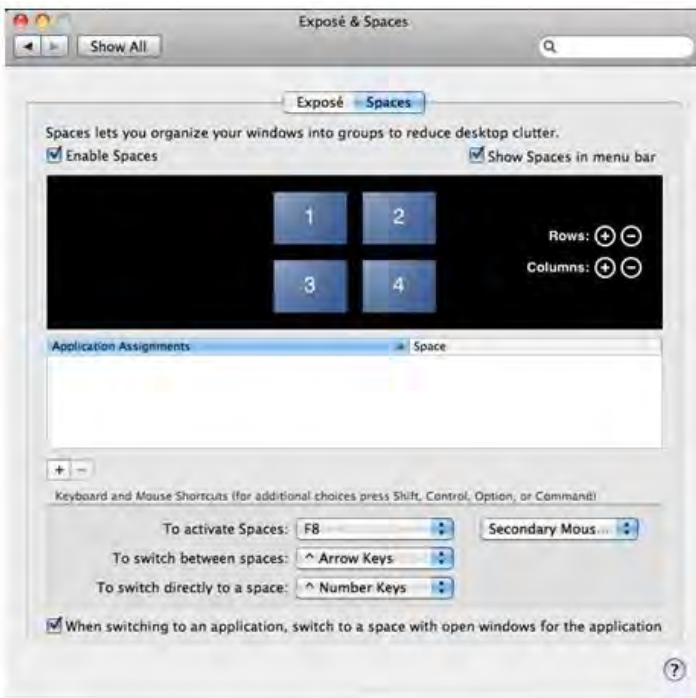 Exposé & Spaces
Show All
Exposé Spaces
Spaces lets you organize your windows into groups to reduce desktop clutter.
Enable Spaces Show Spaces in menu bar
1 2
Rows: + −
Columns: + −
3 4
Application Assignments Space
+ −
Keyboard and Mouse Shortcuts (for additional choices press Shift, Control, Option, or Command)
To activate Spaces: F8 Secondary Mous...
To switch between spaces: ^ Arrow Keys
To switch directly to a space: ^ Number Keys
When switching to an application, switch to a space with open windows for the application
?